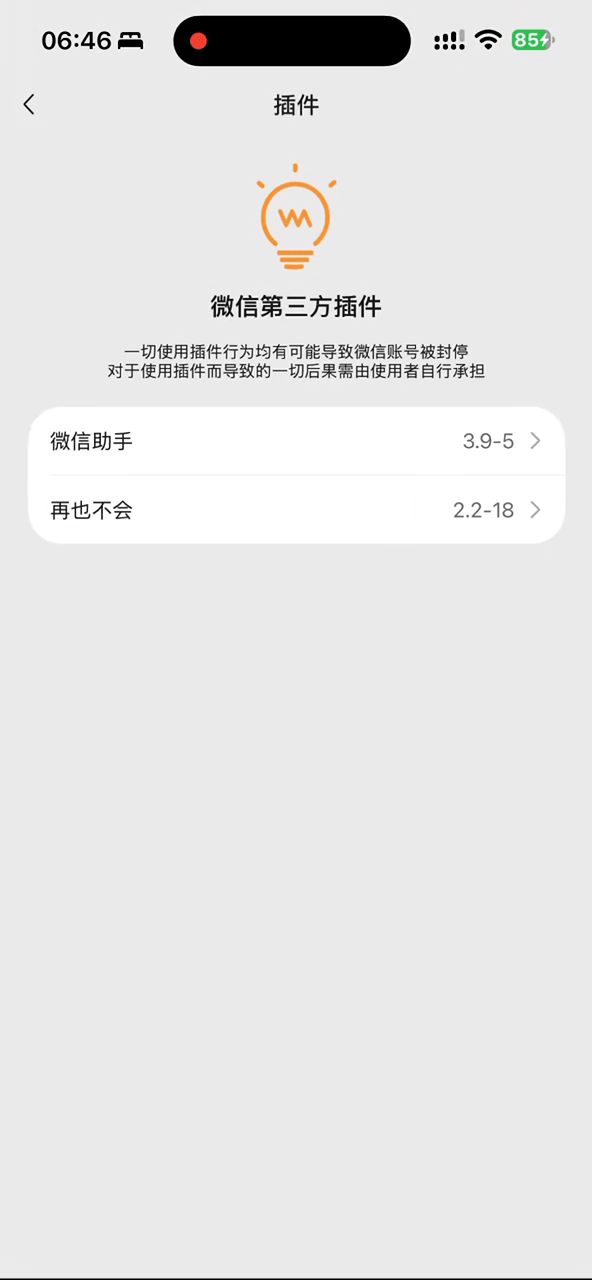 06:46
85
插件
微信第三方插件
一切使用插件行为均有可能导致微信账号被封停
对于使用插件而导致的一切后果需由使用者自行承担
微信助手 3.9-5
再也不会 2.2-18